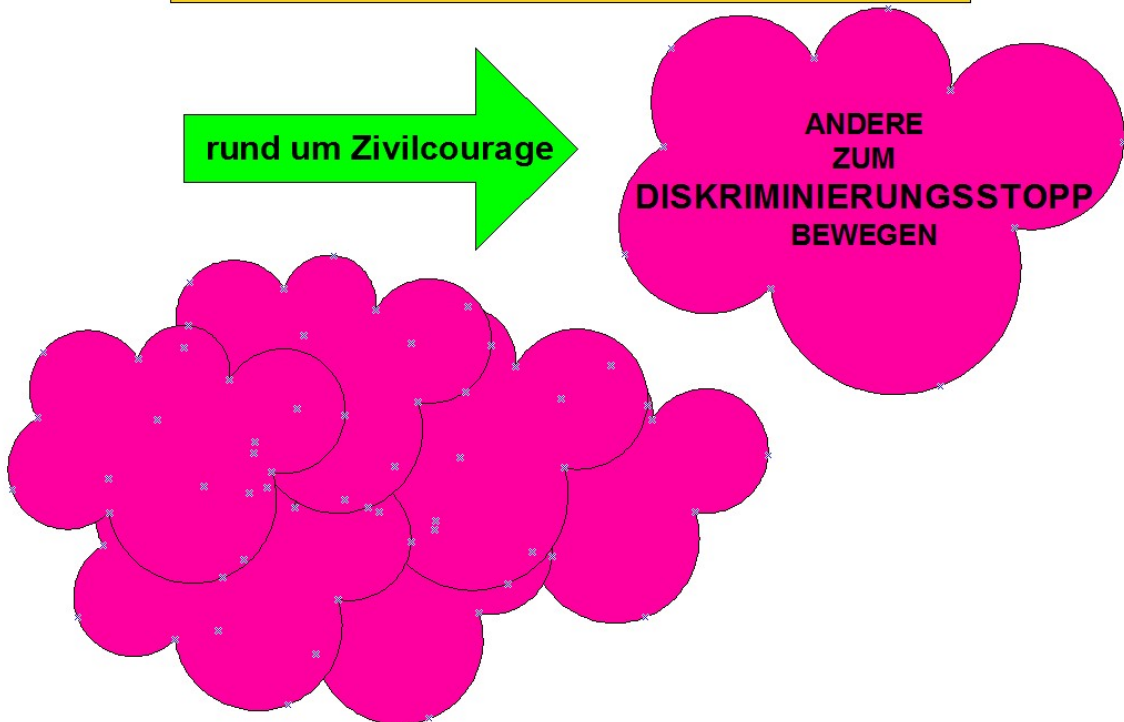 rund um Zivilcourage
ANDERE
ZUM
DISKRIMINIERUNGSSTOPP
BEWEGEN